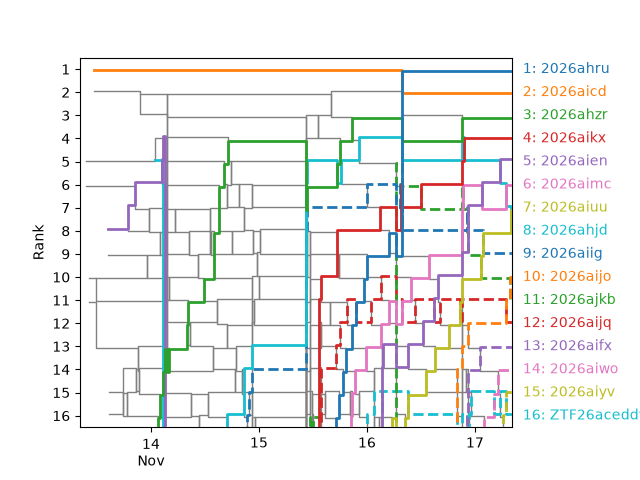 1
2
3
4
5
6
7
8
9
10
11
12
13
14
15
16
Rank
14
15
16
17
Nov
1: 2026ahru
2: 2026aicd
3: 2026ahzr
4: 2026aikx
5: 2026aien
6: 2026aimc
7: 2026aiuu
8: 2026ahjd
9: 2026aiig
10: 2026aijo
11: 2026ajkb
12: 2026aijq
13: 2026aifx
14: 2026aiwo
15: 2026aiyv
16: ZTF26acedd